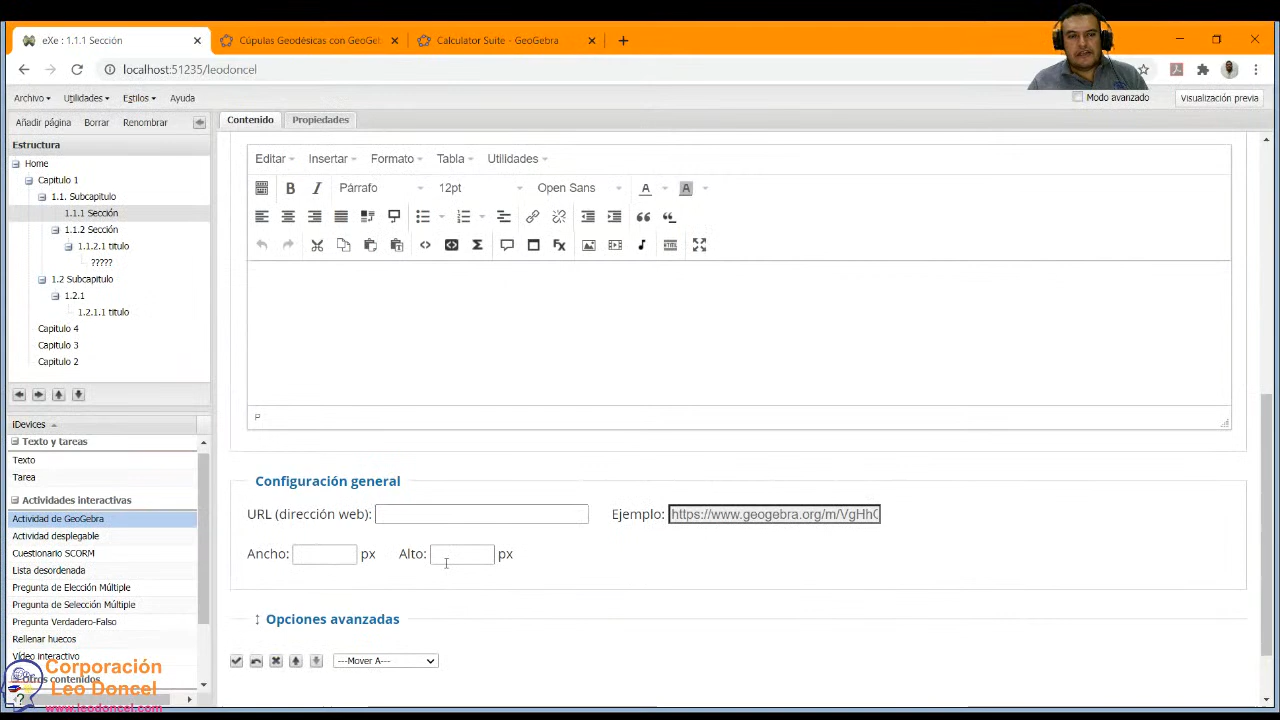 eXe : 1.1.1 Sección
Cúpulas Geodésicas con GeoGe
Calculator Suite - GeoGebra
localhost:51235/leodoncel
Archivo Utilidades Estilos Ayuda
Modo avanzado
Visualización previa
Añadir página Borrar Renombrar
Contenido Propiedades
Estructura
Home
Capitulo 1
1.1. Subcapitulo
1.1.1 Sección
1.1.2 Sección
1.1.2.1 titulo
?????
1.2 Subcapitulo
1.2.1
1.2.1.1 titulo
Capitulo 4
Capitulo 3
Capitulo 2
Editar Insertar Formato Tabla Utilidades
B I Párrafo 12pt Open Sans A A
P
iDevices
Texto y tareas
Texto
Tarea
Actividades interactivas
Actividad de GeoGebra
Actividad desplegable
Cuestionario SCORM
Lista desordenada
Pregunta de Elección Múltiple
Pregunta de Selección Múltiple
Pregunta Verdadero-Falso
Rellenar huecos
Vídeo interactivo
Otros contenidos
Configuración general
URL (dirección web): Ejemplo: https://www.geogebra.org/m/VgHhQ
Ancho: px Alto: px
Opciones avanzadas
---Mover A---
Corporación
Leo Doncel
www.leodoncel.com